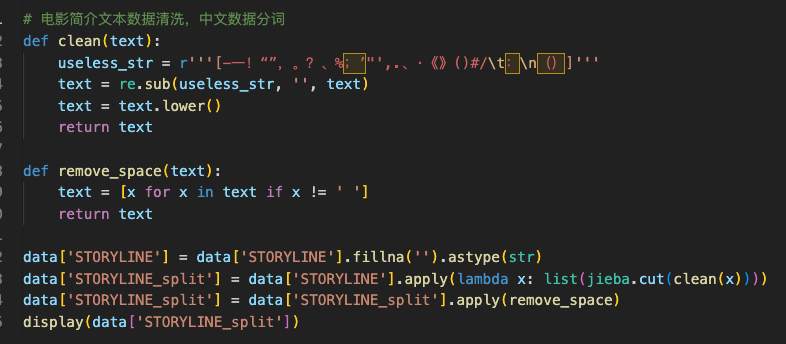 # 电影简介文本数据清洗，中文数据分词
def clean(text):
    useless_str = r'''[-—！“”，。？、%；‘"',.、·《》()#/\t：\n（）]'''
    text = re.sub(useless_str, '', text)
    text = text.lower()
    return text
def remove_space(text):
    text = [x for x in text if x != ' ']
    return text
data['STORYLINE'] = data['STORYLINE'].fillna('').astype(str)
data['STORYLINE_split'] = data['STORYLINE'].apply(lambda x: list(jieba.cut(clean(x))))
data['STORYLINE_split'] = data['STORYLINE_split'].apply(remove_space)
display(data['STORYLINE_split'])